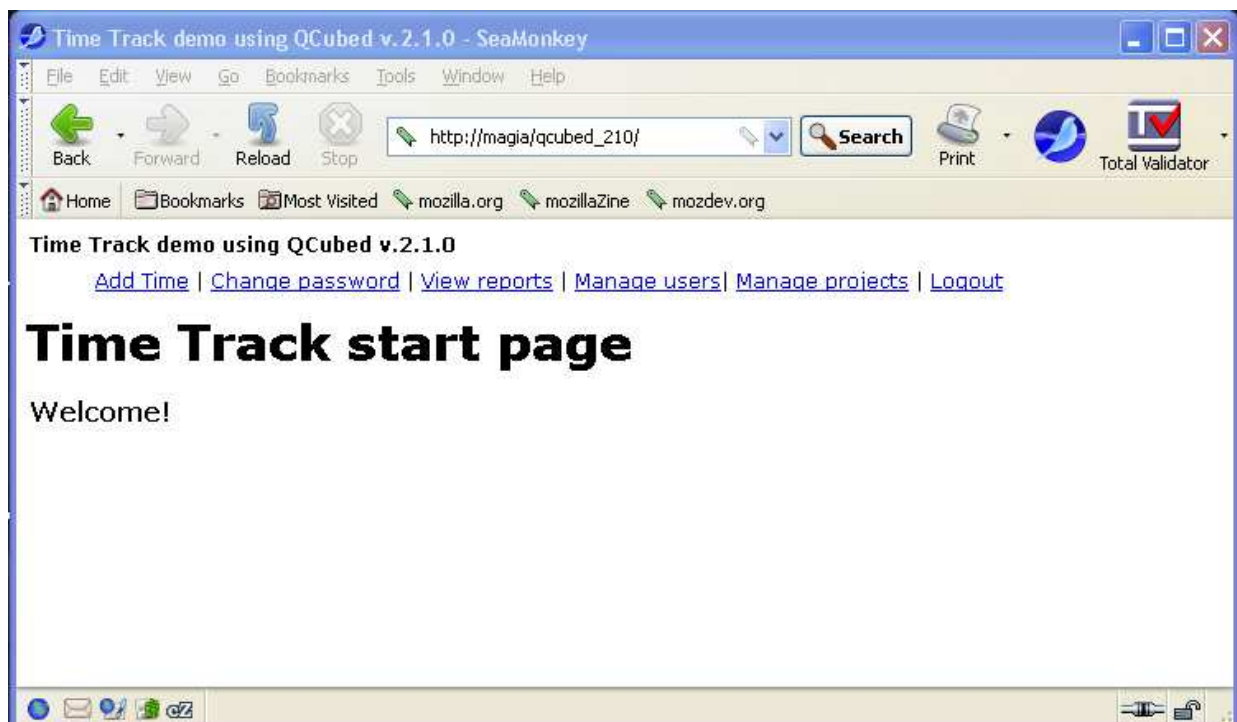 Time Track demo using QCubed v.2.1.0 - SeaMonkey
File Edit View Go Bookmarks Tools Window Help
Back Forward Reload Stop http://magia/qcubed_210/ Search Print Total Validator
Home Bookmarks Most Visited mozilla.org mozillaZine mozdev.org
Time Track demo using QCubed v.2.1.0
Add Time | Change password | View reports | Manage users| Manage projects | Logout
Time Track start page
Welcome!